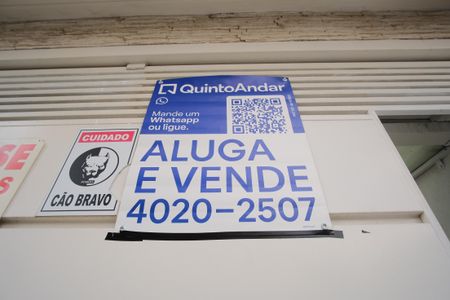 QuintoAndar
Mande um
Whatsapp
ou ligue.
ALUGA
E VENDE
4020-2507
CUIDADO
CÃO BRAVO
SE
S